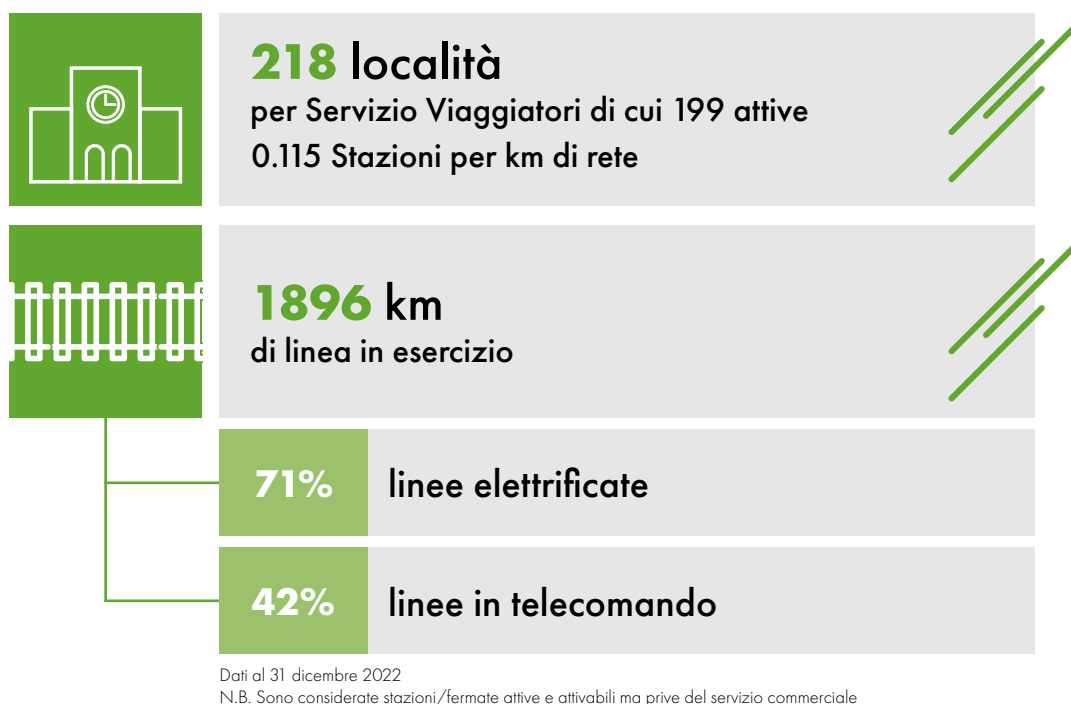 218 località
per Servizio Viaggiatori di cui 199 attive
0.115 Stazioni per km di rete
1896 km
di linea in esercizio
71% linee elettrificate
42% linee in telecomando
Dati al 31 dicembre 2022
N.B. Sono considerate stazioni/fermate attive e attivabili ma prive del servizio commerciale